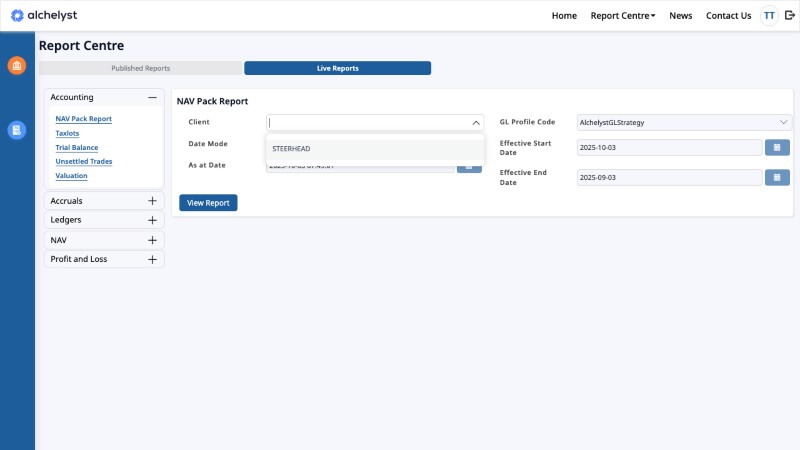 alchelyst
Home
Report Centre
News
Contact Us
TT
Report Centre
Published Reports
Live Reports
Accounting
NAV Pack Report
Taxlots
Trial Balance
Unsettled Trades
Valuation
Accruals
Ledgers
NAV
Profit and Loss
NAV Pack Report
Client
STEERHEAD
Date Mode
As at Date
View Report
GL Profile Code
AlchelystGLStrategy
Effective Start
Date
2025-10-03
Effective End
Date
2025-09-03